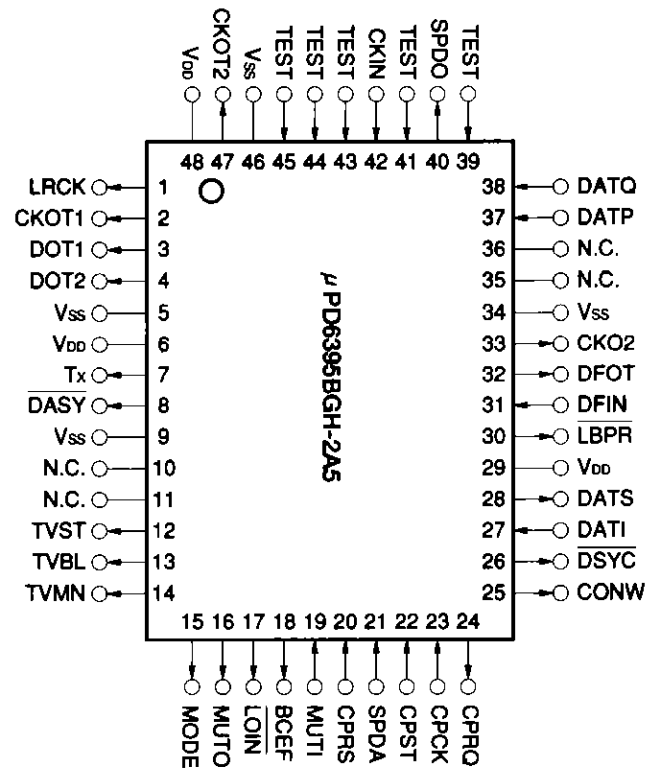 VDD CKOT2 VSS TEST TEST TEST CKIN TEST SPDO TEST
48 47 46 45 44 43 42 41 40 39
LRCK 1
CKOT1 2
DOT1 3
DOT2 4
VSS 5
VDD 6
TX 7
DASY 8
VSS 9
N.C. 10
N.C. 11
TVST 12
TVBL 13
TVMN 14
μPD6395BGH-2A5
38 DATQ
37 DATP
36 N.C.
35 N.C.
34 VSS
33 CKO2
32 DFOT
31 DFIN
30 LBPR
29 VDD
28 DATS
27 DATI
26 DSYC
25 CONW
15 16 17 18 19 20 21 22 23 24
MODE MUTO LOIN BCEF MUTI CPRS SPDA CPST CPCK CPRQ